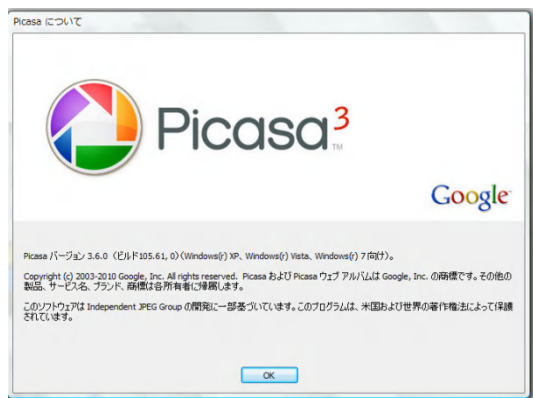 Picasa について
Picasa 3
TM
Google
Picasa バージョン 3.6.0 (ビルド105.61, 0)(Windows(r) XP、Windows(r) Vista、Windows(r) 7 向け)。
Copyright (c) 2003-2010 Google, Inc. All rights reserved. Picasa および Picasa ウェブ アルバムは Google, Inc. の商標です。その他の
製品、サービス名、ブランド、商標は各所有者に帰属します。
このソフトウェアは Independent JPEG Group の開発に一部基づいています。このプログラムは、米国および世界の著作権法によって保護
されています。
OK